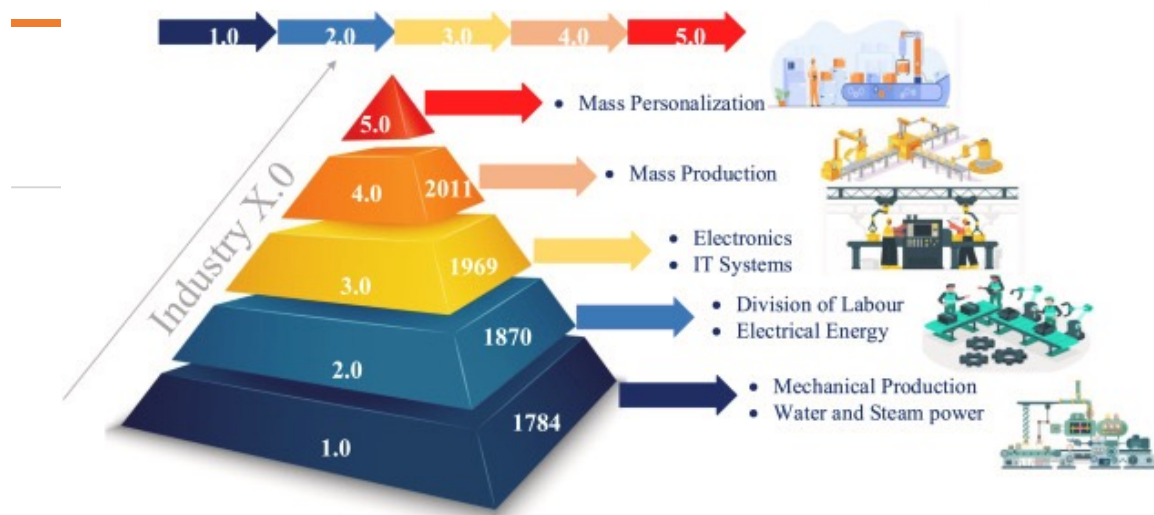 1.0 2.0 3.0 4.0 5.0
Industry X.0
5.0
Mass Personalization
4.0 2011
Mass Production
3.0 1969
Electronics
IT Systems
2.0 1870
Division of Labour
Electrical Energy
1.0 1784
Mechanical Production
Water and Steam power